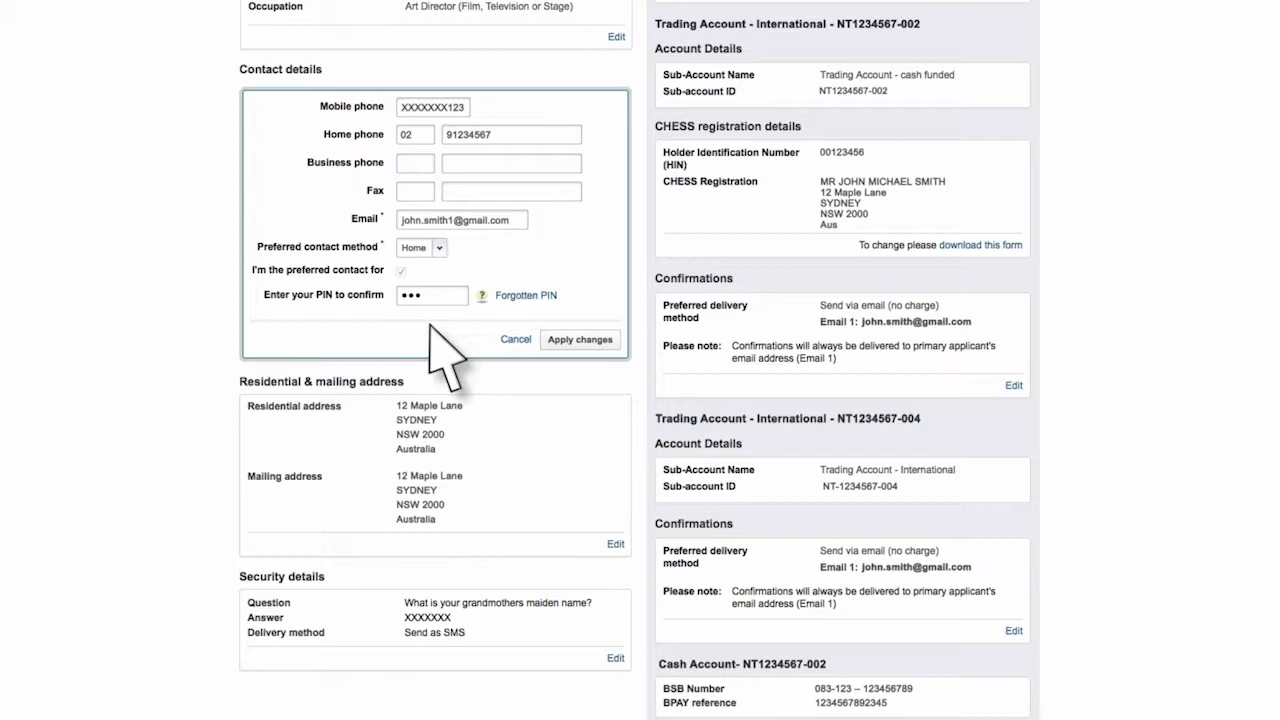 Occupation Art Director (Film, Television or Stage)
Edit
Contact details
Mobile phone XXXXXXX123
Home phone 02 91234567
Business phone
Fax
Email * john.smith1@gmail.com
Preferred contact method * Home
I'm the preferred contact for
Enter your PIN to confirm ••• ? Forgotten PIN
Cancel Apply changes
Residential & mailing address
Residential address 12 Maple Lane
SYDNEY
NSW 2000
Australia
Mailing address 12 Maple Lane
SYDNEY
NSW 2000
Australia
Edit
Security details
Question What is your grandmothers maiden name?
Answer XXXXXXX
Delivery method Send as SMS
Edit
Trading Account - International - NT1234567-002
Account Details
Sub-Account Name Trading Account - cash funded
Sub-account ID NT1234567-002
CHESS registration details
Holder Identification Number 00123456
(HIN)
CHESS Registration MR JOHN MICHAEL SMITH
12 Maple Lane
SYDNEY
NSW 2000
Aus
To change please download this form
Confirmations
Preferred delivery Send via email (no charge)
method Email 1: john.smith@gmail.com
Please note: Confirmations will always be delivered to primary applicant's
email address (Email 1)
Edit
Trading Account - International - NT1234567-004
Account Details
Sub-Account Name Trading Account - International
Sub-account ID NT-1234567-004
Confirmations
Preferred delivery Send via email (no charge)
method Email 1: john.smith@gmail.com
Please note: Confirmations will always be delivered to primary applicant's
email address (Email 1)
Edit
Cash Account- NT1234567-002
BSB Number 083-123 – 123456789
BPAY reference 1234567892345